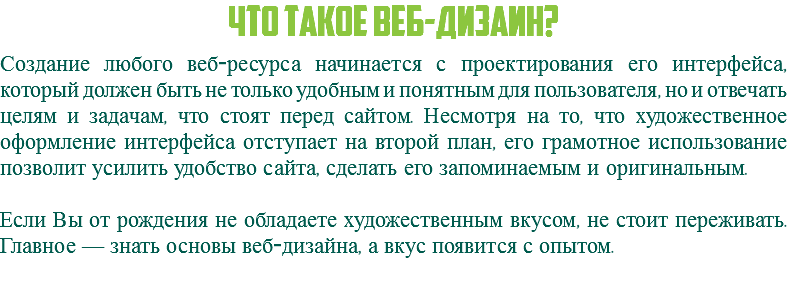 ЧТО ТАКОЕ ВЕБ-ДИЗАИН?
Создание любого веб-ресурса начинается с проектирования его интерфейса,
который должен быть не только удобным и понятным для пользователя, но и отвечать
целям и задачам, что стоят перед сайтом. Несмотря на то, что художественное
оформление интерфейса отступает на второй план, его грамотное использование
позволит усилить удобство сайта, сделать его запоминаемым и оригинальным.
Если Вы от рождения не обладаете художественным вкусом, не стоит переживать.
Главное — знать основы веб-дизайна, а вкус появится с опытом.